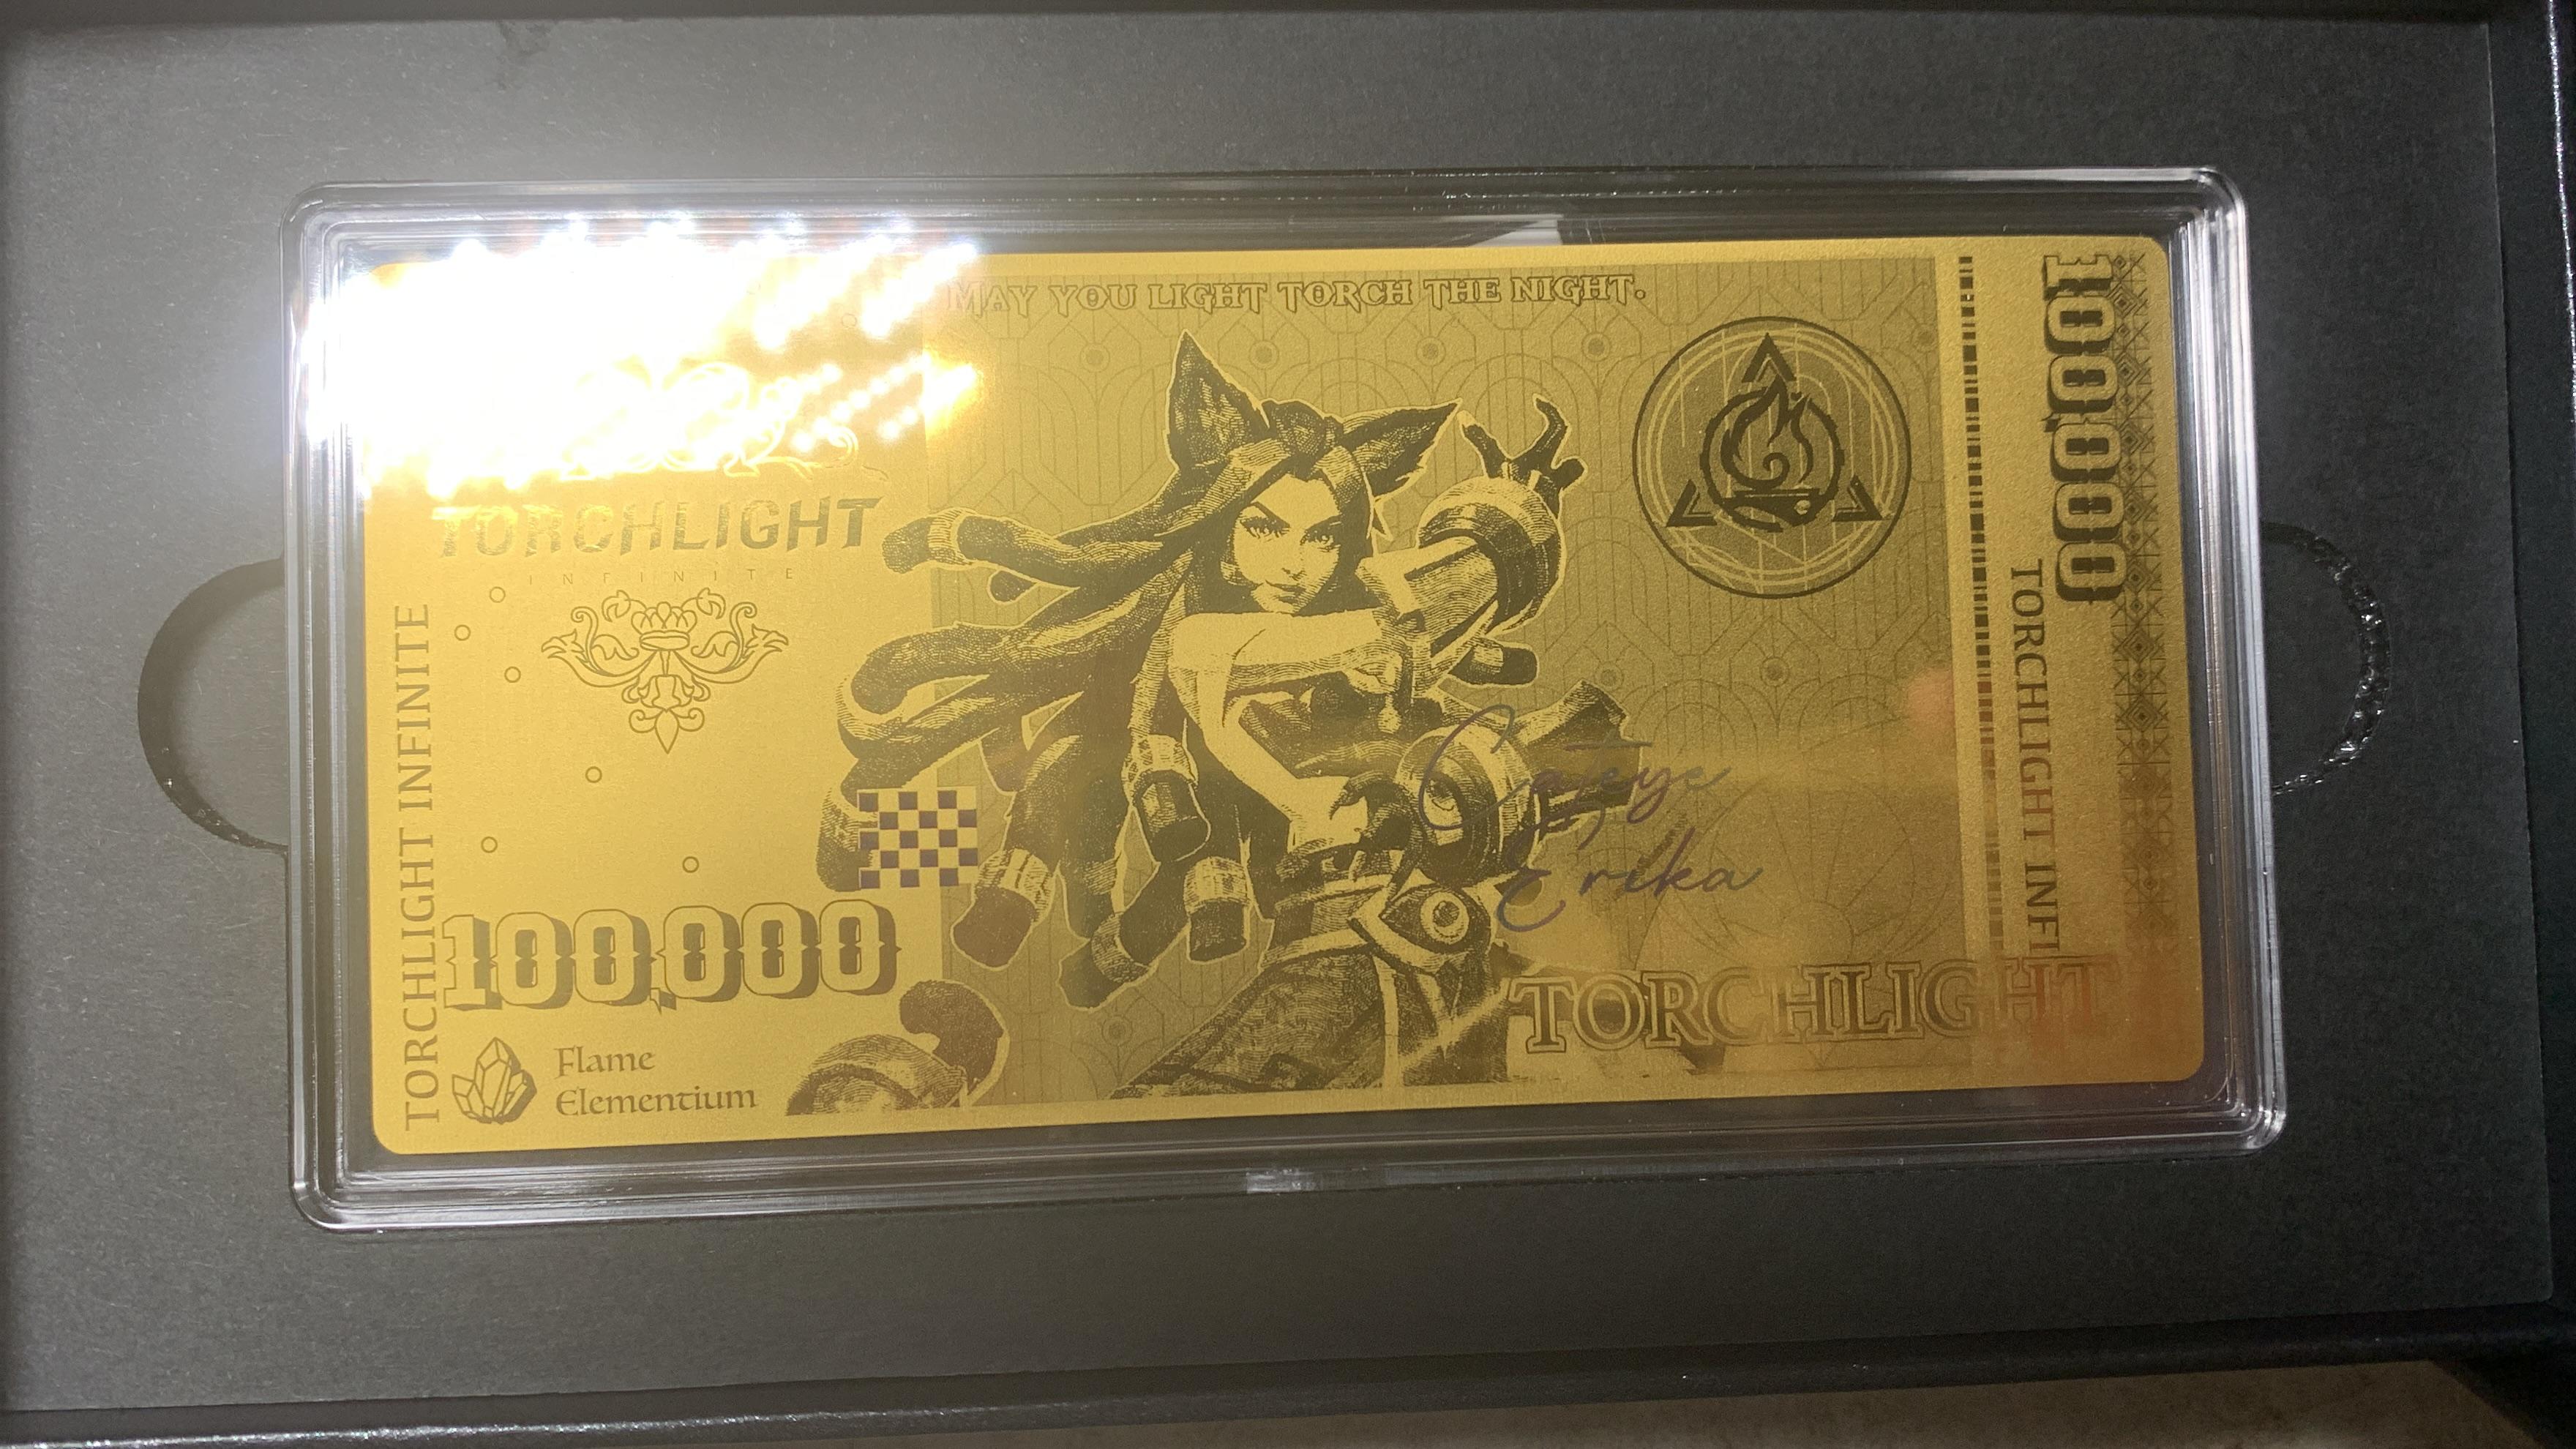 MAY YOU LIGHT TORCH THE NIGHT.
TORCHLIGHT
INFINITE
TORCHLIGHT INFINITE
100,000
Flame
Elementium
Cateye
Erika
TORCHLIGHT
100,000
TORCHLIGHT INFI